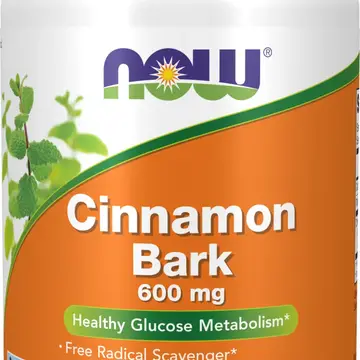 NOW®
Cinnamon
Bark
600 mg
Healthy Glucose Metabolism*
• Free Radical Scavenger*